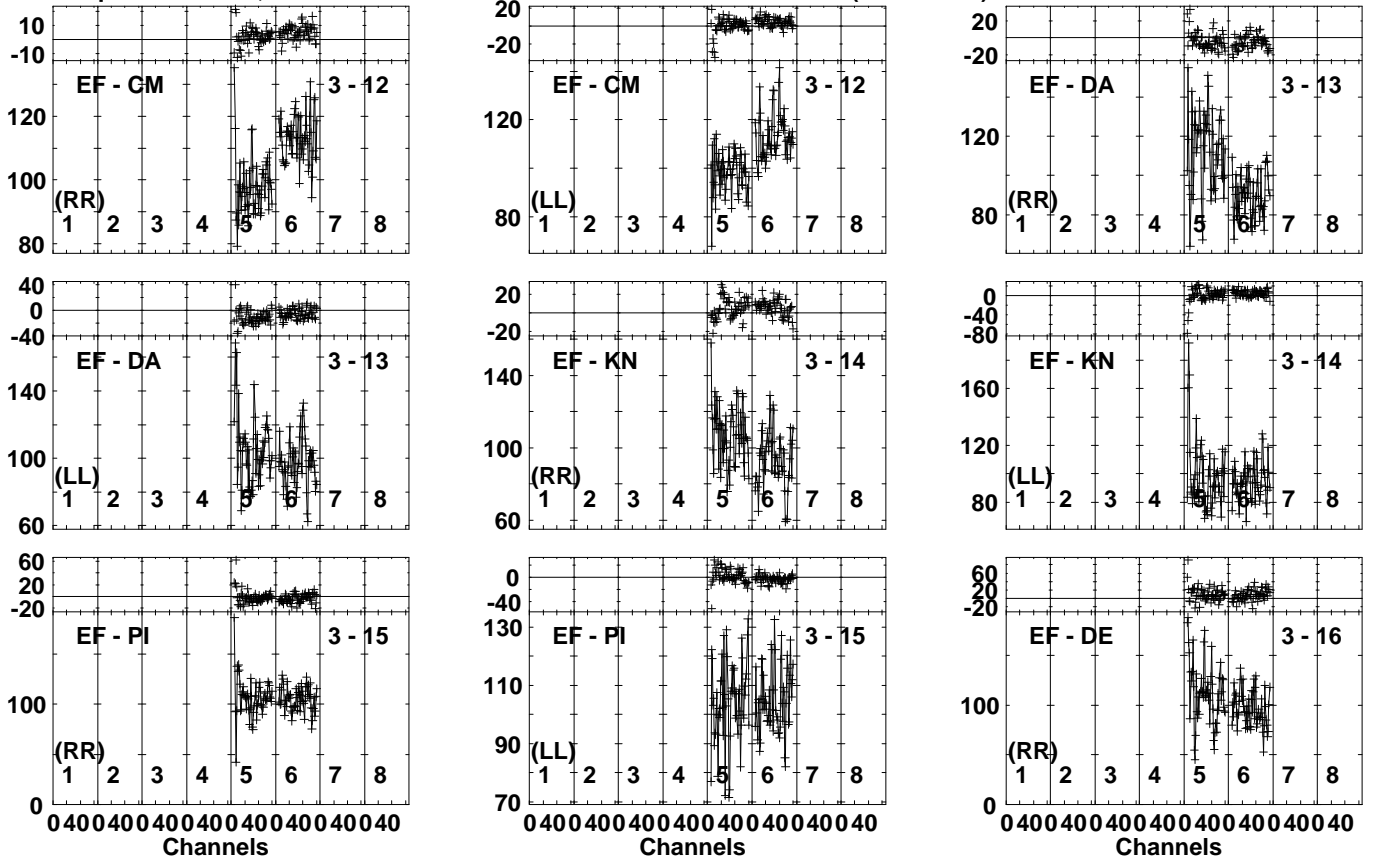 10
-10
EF - CM 3 - 12
120
100
(RR)
1 2 3 4 5 6 7 8
80
20
-20
EF - CM 3 - 12
120
(LL)
80
1 2 3 4 5 6 7 8
20
-20
EF - DA 3 - 13
120
(RR)
80
1 2 3 4 5 6 7 8
40
0
-40
EF - DA 3 - 13
140
100
(LL)
1 2 3 4 5 6 7 8
60
20
-20
EF - KN 3 - 14
140
100
(RR)
1 2 3 4 5 6 7 8
60
0
-40
-80
EF - KN 3 - 14
160
120
(LL)
80
1 2 3 4 5 6 7 8
60
20
-20
EF - PI 3 - 15
100
(RR)
1 2 3 4 5 6 7 8
0
0 40 0 40 0 40 0 40 0 40 0 40 0 40 0 40
Channels
0
-40
EF - PI 3 - 15
130
110
90
(LL)
1 2 3 4 5 6 7 8
70
0 40 0 40 0 40 0 40 0 40 0 40 0 40 0 40
Channels
60
20
-20
EF - DE 3 - 16
100
(RR)
1 2 3 4 5 6 7 8
0
0 40 0 40 0 40 0 40 0 40 0 40 0 40 0 40
Channels